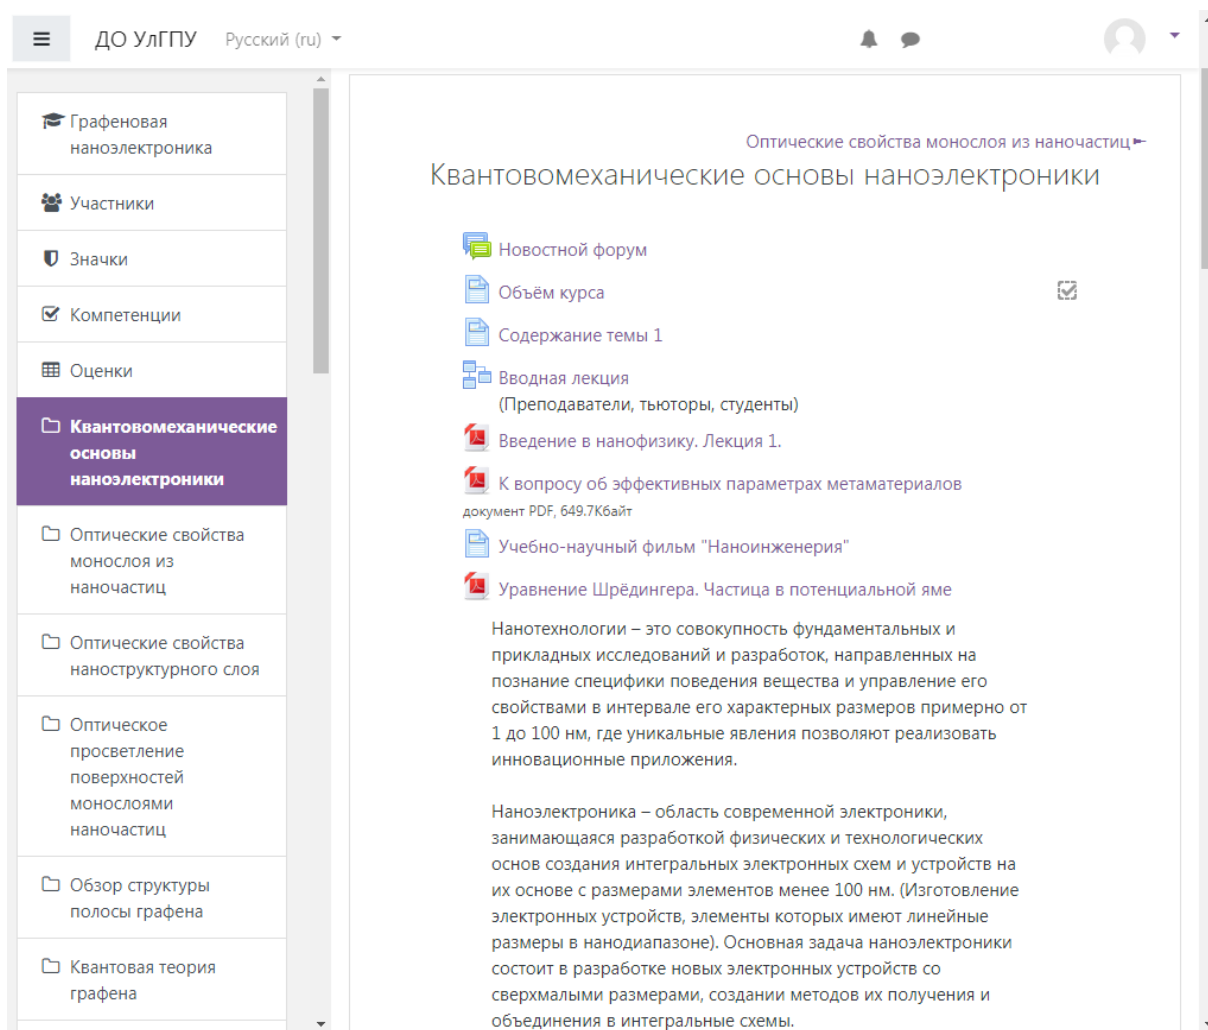 ДО УлГПУ Русский (ru)
Графеновая
наноэлектроника
Участники
Значки
Компетенции
Оценки
Квантовомеханические
основы
наноэлектроники
Оптические свойства
монослоя из
наночастиц
Оптические свойства
наноструктурного слоя
Оптическое
просветление
поверхностей
монослоями
наночастиц
Обзор структуры
полосы графена
Квантовая теория
графена
Оптические свойства монослоя из наночастиц
Квантовомеханические основы наноэлектроники
Новостной форум
Объём курса
Содержание темы 1
Вводная лекция
(Преподаватели, тьюторы, студенты)
Введение в нанофизику. Лекция 1.
К вопросу об эффективных параметрах метаматериалов
документ PDF, 649.7Кбайт
Учебно-научный фильм "Наноинженерия"
Уравнение Шрёдингера. Частица в потенциальной яме
Нанотехнологии – это совокупность фундаментальных и
прикладных исследований и разработок, направленных на
познание специфики поведения вещества и управление его
свойствами в интервале его характерных размеров примерно от
1 до 100 нм, где уникальные явления позволяют реализовать
инновационные приложения.
Наноэлектроника – область современной электроники,
занимающаяся разработкой физических и технологических
основ создания интегральных электронных схем и устройств на
их основе с размерами элементов менее 100 нм. (Изготовление
электронных устройств, элементы которых имеют линейные
размеры в нанодиапазоне). Основная задача наноэлектроники
состоит в разработке новых электронных устройств со
сверхмалыми размерами, создании методов их получения и
объединения в интегральные схемы.